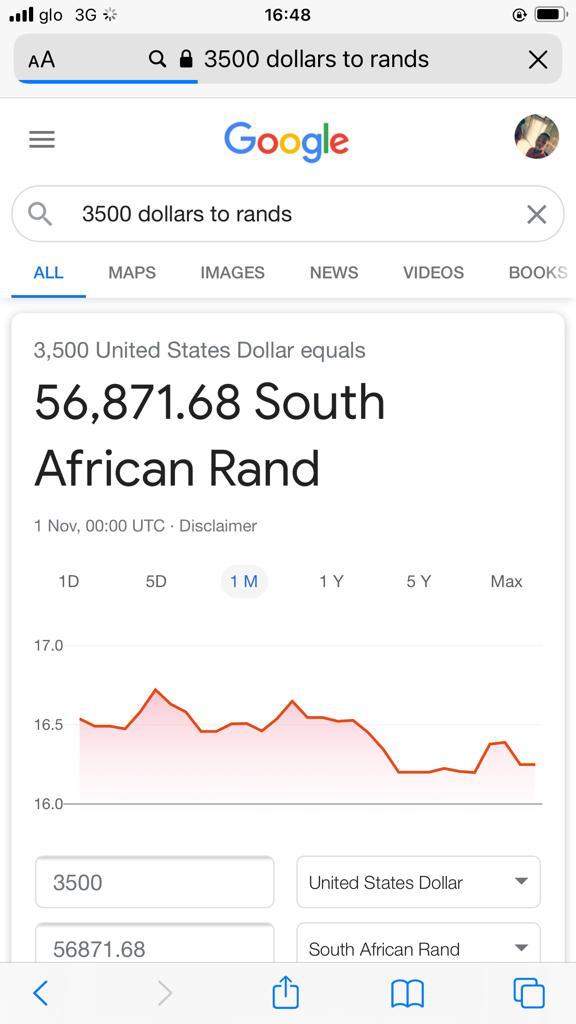 glo 3G 16:48
AA 3500 dollars to rands
Google
3500 dollars to rands
ALL MAPS IMAGES NEWS VIDEOS BOOKS
3,500 United States Dollar equals
56,871.68 South
African Rand
1 Nov, 00:00 UTC · Disclaimer
1D 5D 1 M 1 Y 5 Y Max
17.0
16.5
16.0
3500 United States Dollar
56871.68 South African Rand